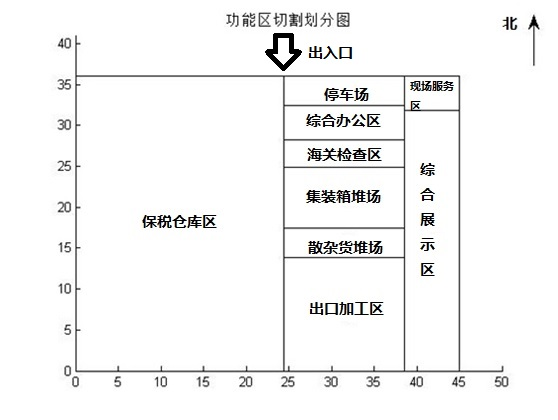 功能区切割划分图
北
出入口
40
35
30
25
20
15
10
5
0
停车场
现场服务
区
综合办公区
海关检查区
集装箱堆场
保税仓库区
散杂货堆场
出口加工区
综
合
展
示
区
0 5 10 15 20 25 30 35 40 45 50